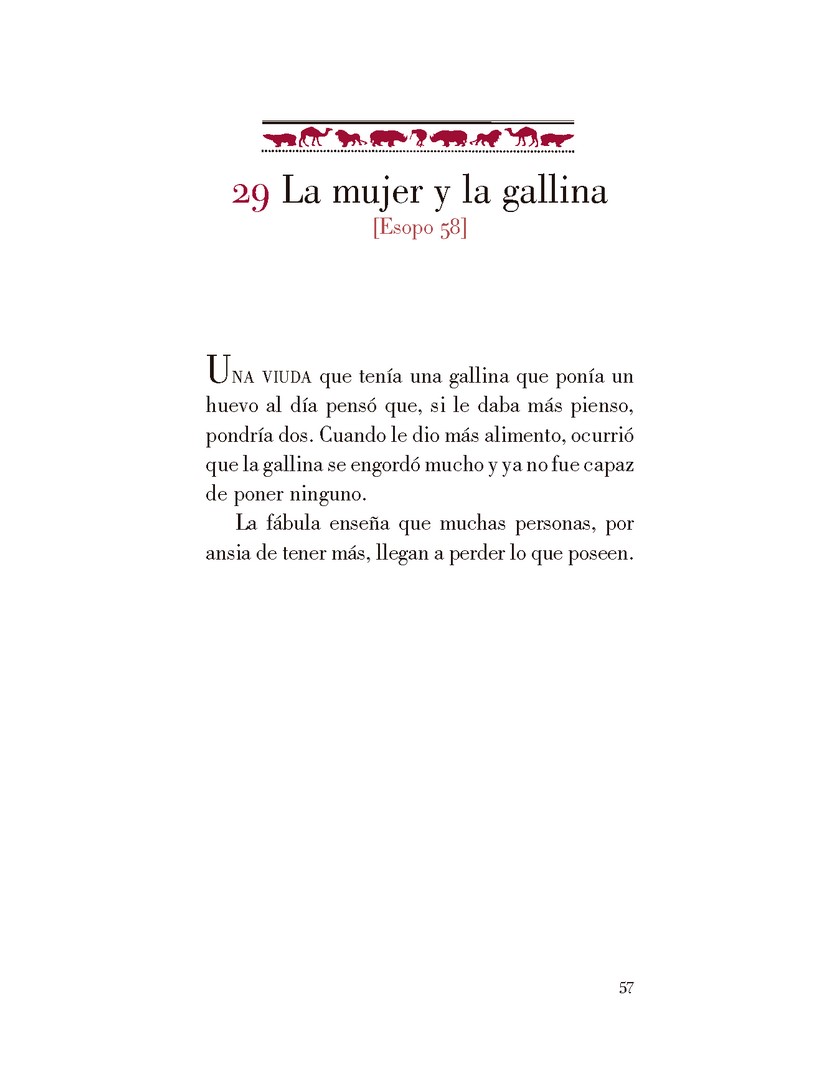 29 La mujer y la gallina
[Esopo 58]
UNA VIUDA que tenía una gallina que ponía un
huevo al día pensó que, si le daba más pienso,
pondría dos. Cuando le dio más alimento, ocurrió
que la gallina se engordó mucho y ya no fue capaz
de poner ninguno.
La fábula enseña que muchas personas, por
ansia de tener más, llegan a perder lo que poseen.
57